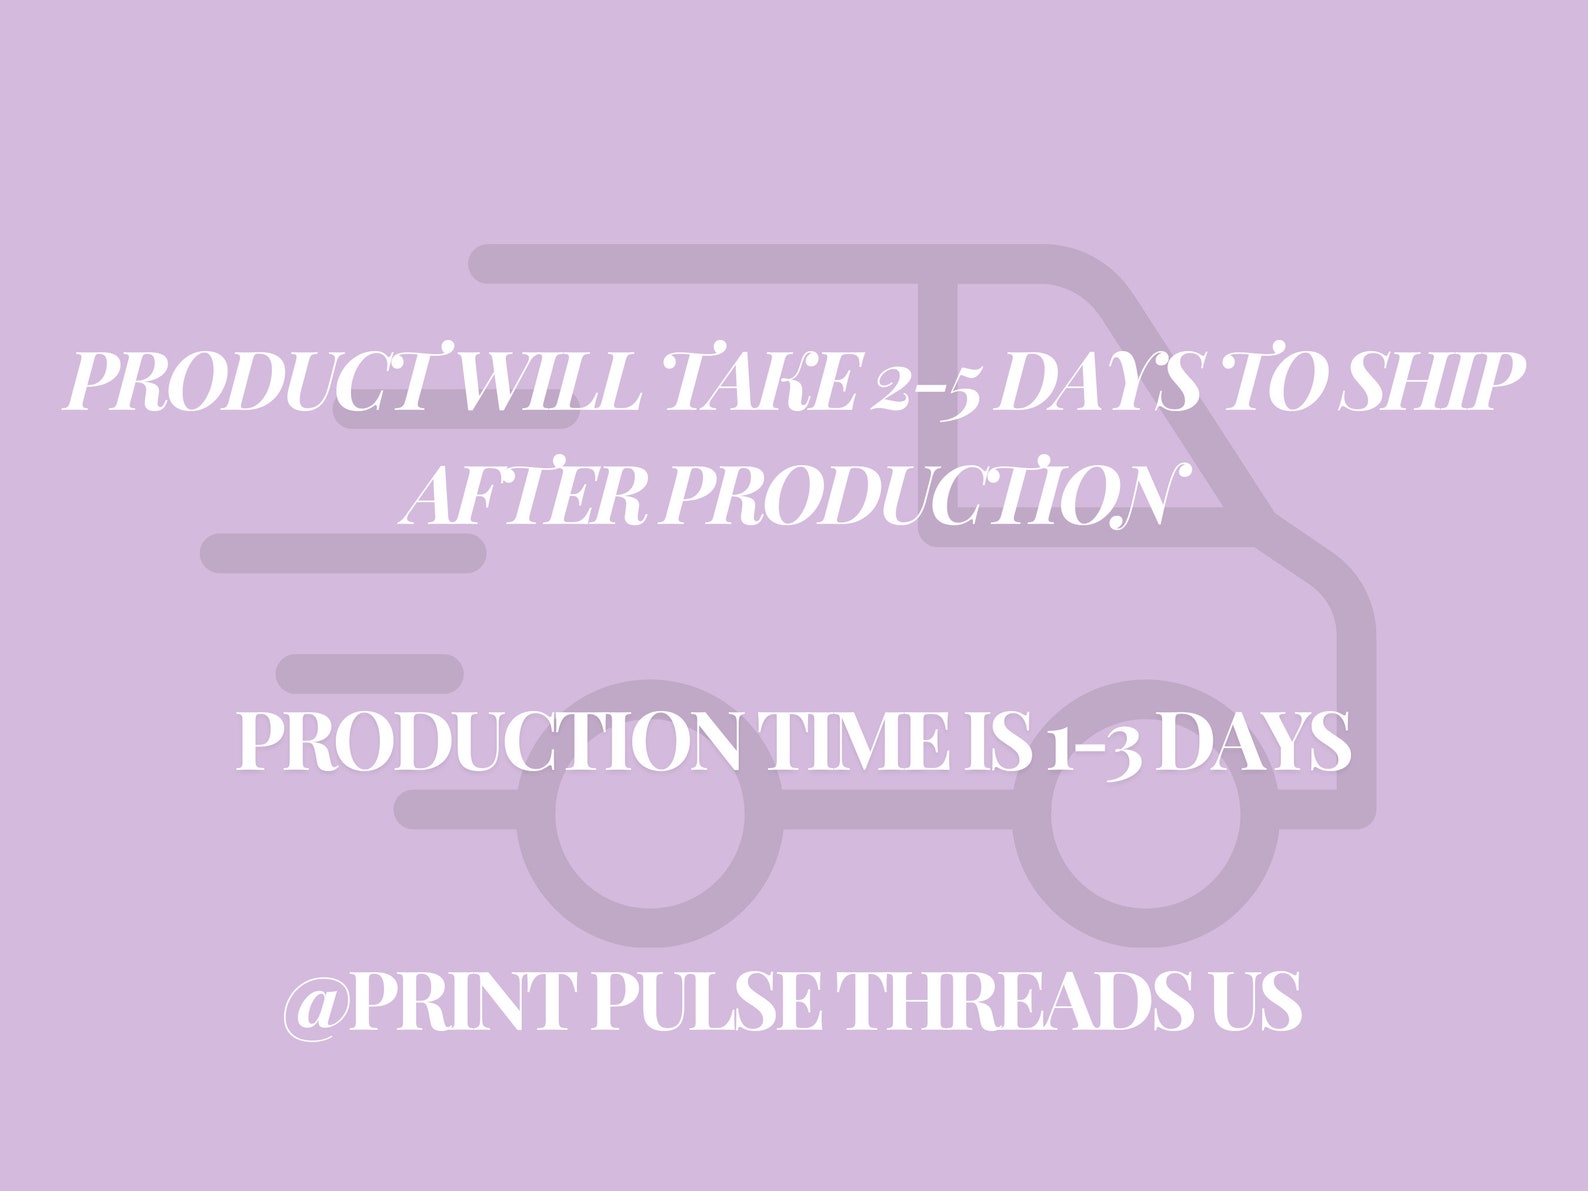 PRODUCT WILL TAKE 2-5 DAYS TO SHIP
AFTER PRODUCTION
PRODUCTION TIME IS 1-3 DAYS
@PRINT PULSE THREADS US